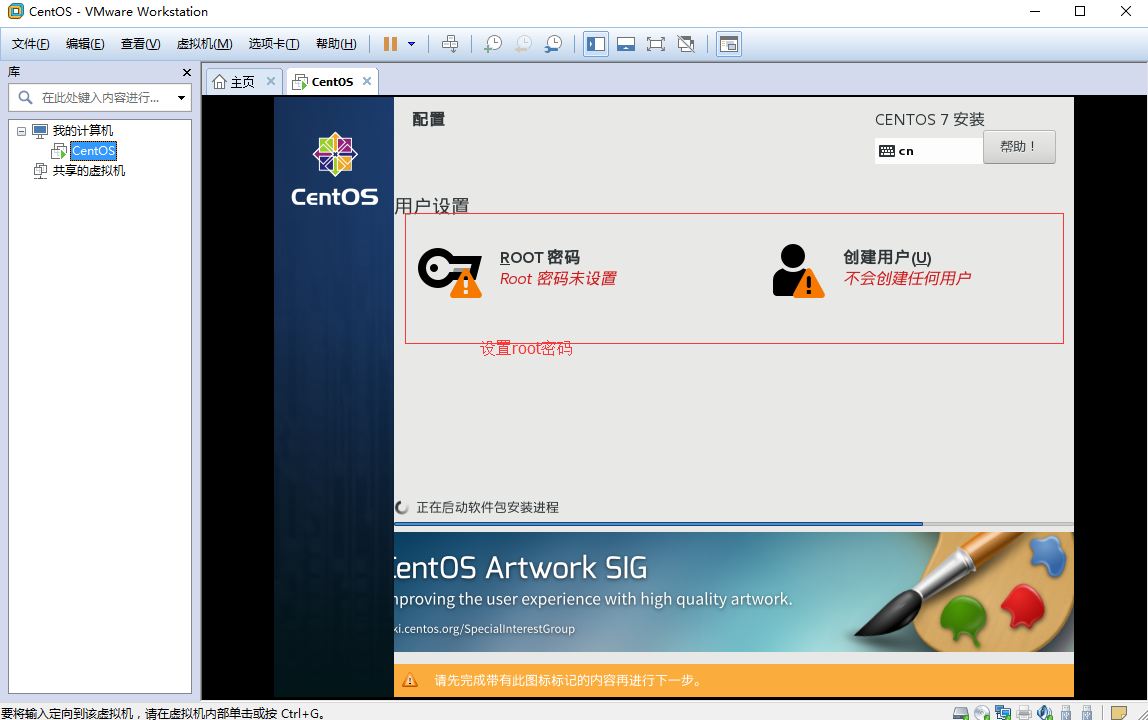 CentOS - VMware Workstation
文件(F) 编辑(E) 查看(V) 虚拟机(M) 选项卡(T) 帮助(H)
库
在此处键入内容进行...
我的计算机
CentOS
共享的虚拟机
主页 CentOS
CentOS
配置
CENTOS 7 安装
cn
帮助！
用户设置
ROOT 密码
Root 密码未设置
创建用户(U)
不会创建任何用户
设置root密码
正在启动软件包安装进程
CentOS Artwork SIG
mproving the user experience with high quality artwork.
ki.centos.org/SpecialInterestGroup
请先完成带有此图标标记的内容再进行下一步。
要将输入定向到该虚拟机，请在虚拟机内部单击或按 Ctrl+G。